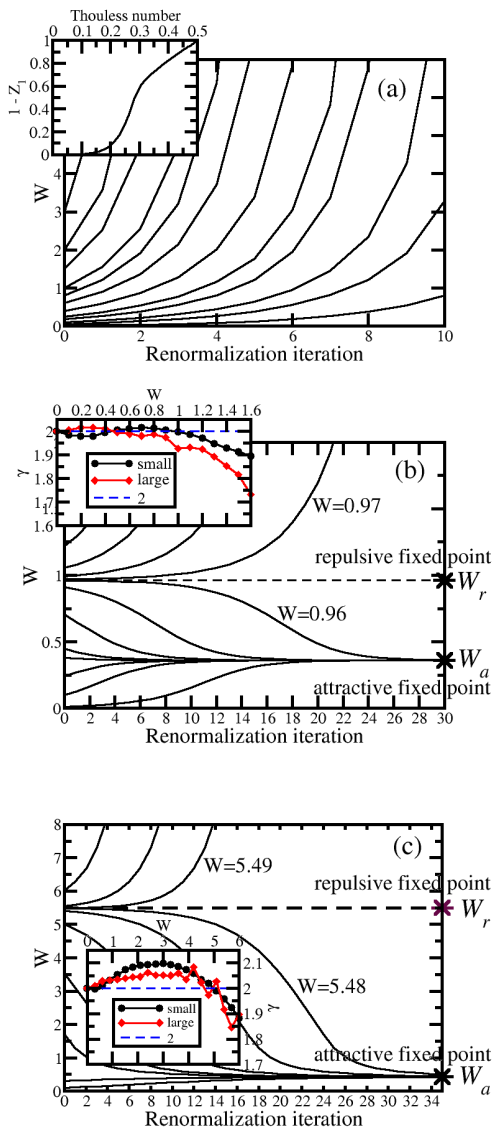 Thouless number
0 0.1 0.2 0.3 0.4 0.5
1
0.8
0.6
0.4
0.2
0
1 - Z1
(a)
4
3
2
1
0
W
0 2 4 6 8 10
Renormalization iteration
W
0 0.2 0.4 0.6 0.8 1 1.2 1.4 1.6
2
1.9
1.8
1.7
1.6
γ
small
large
2
(b)
W=0.97
repulsive fixed point
1
Wr
W
W=0.96
0.5
Wa
attractive fixed point
0
0 2 4 6 8 10 12 14 16 18 20 22 24 26 28 30
Renormalization iteration
8
7
6
5
4
3
2
1
0
W
(c)
W=5.49
repulsive fixed point
Wr
W
0 1 2 3 4 5 6
2.1
2
1.9
1.8
1.7
γ
small
large
2
W=5.48
attractive fixed point
Wa
0 2 4 6 8 10 12 14 16 18 20 22 24 26 28 30 32 34
Renormalization iteration